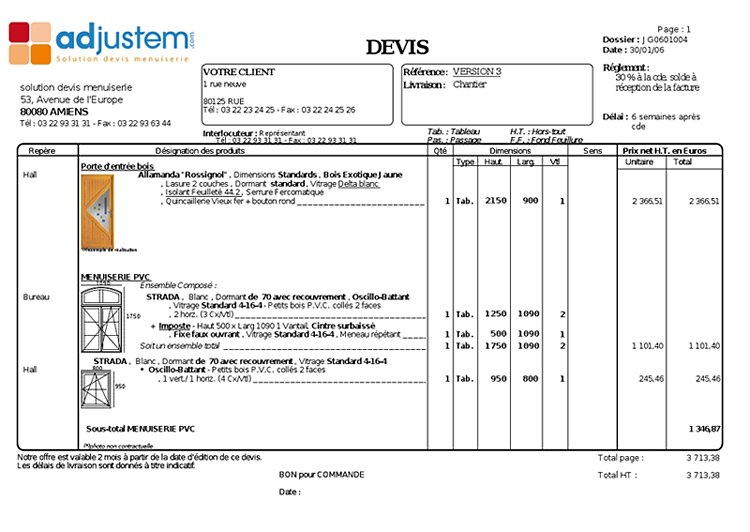 adjustem.com
Solution devis menuiserie
DEVIS
Page : 1
Dossier : JG0601004
Date : 30/01/06
solution devis menuiserie
53, Avenue de l'Europe
80080 AMIENS
Tél : 03 22 93 31 31 - Fax : 03 22 93 63 44
VOTRE CLIENT
1 rue neuve
80125 RUE
Tél : 03 22 23 24 25 - Fax : 03 22 24 25 26
Interlocuteur : Représentant
Tél : 03 22 93 31 31 - Fax : 03 22 93 31 31
Référence : VERSION 3
Livraison : Chantier
Réglement :
30 % à la cde, solde à
réception de la facture
Délai : 6 semaines après
cde
Tab. : Tableau H.T. : Hors-tout
Pas. : Passage F.F. : Fond Feuillure
Repère Désignation des produits Qté Dimensions Sens Prix net H.T. en Euros
Type Haut. Larg. Vtl Unitaire Total
Porte d'entrée bois
Hall Allamanda "Rossignol" , Dimensions Standards , Bois Exotique Jaune
, Lasure 2 couches , Dormant standard , Vitrage Delta blanc
, Isolant Feuilleté 44.2 , Serrure Fercomatique
, Quincaillerie Vieux fer + bouton rond 1 Tab. 2150 900 1 2 366,51 2 366,51
(*)exemple de réalisation
MENUISERIE PVC
Ensemble Composé :
Bureau STRADA , Blanc , Dormant de 70 avec recouvrement , Oscillo-Battant
, Vitrage Standard 4-16-4 - Petits bois P.V.C. collés 2 faces
1750 , 2 horz. (3 Cx/Vtl) 1 Tab. 1250 1090 2
+ Imposte - Haut 500 x Larg 1090 1 Vantail, Cintre surbaissé
, Fixe faux ouvrant , Vitrage Standard 4-16-4 , Meneau répétant 1 Tab. 500 1090 1
Soit un ensemble total 1 Tab. 1750 1090 2 1 101,40 1 101,40
STRADA , Blanc , Dormant de 70 avec recouvrement , Vitrage Standard 4-16-4
Hall 800 • Oscillo-Battant - Petits bois P.V.C. collés 2 faces
950 , 1 vert./ 1 horiz. (4 Cx/Vtl) 1 Tab. 950 800 1 245,46 245,46
Sous-total MENUISERIE PVC 1 346,87
(*)photo non contractuelle
Notre offre est valable 2 mois à partir de la date d'édition de ce devis.
Les délais de livraison sont donnés à titre indicatif.
Total page : 3 713,38
BON pour COMMANDE
Total HT : 3 713,38
Date :